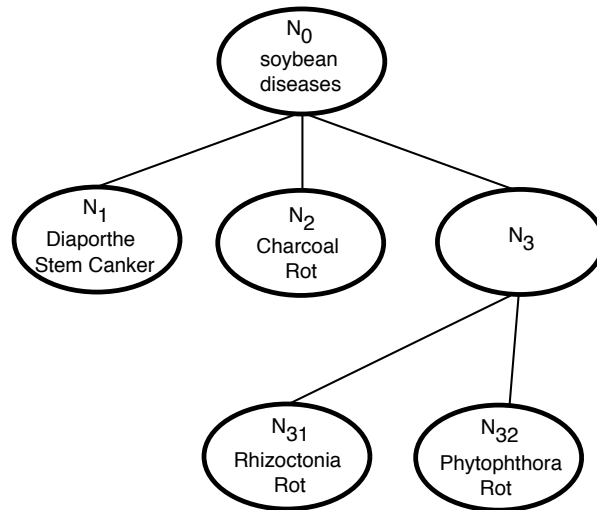 N0
soybean
diseases
N1
Diaporthe
Stem Canker
N2
Charcoal
Rot
N3
N31
Rhizoctonia
Rot
N32
Phytophthora
Rot